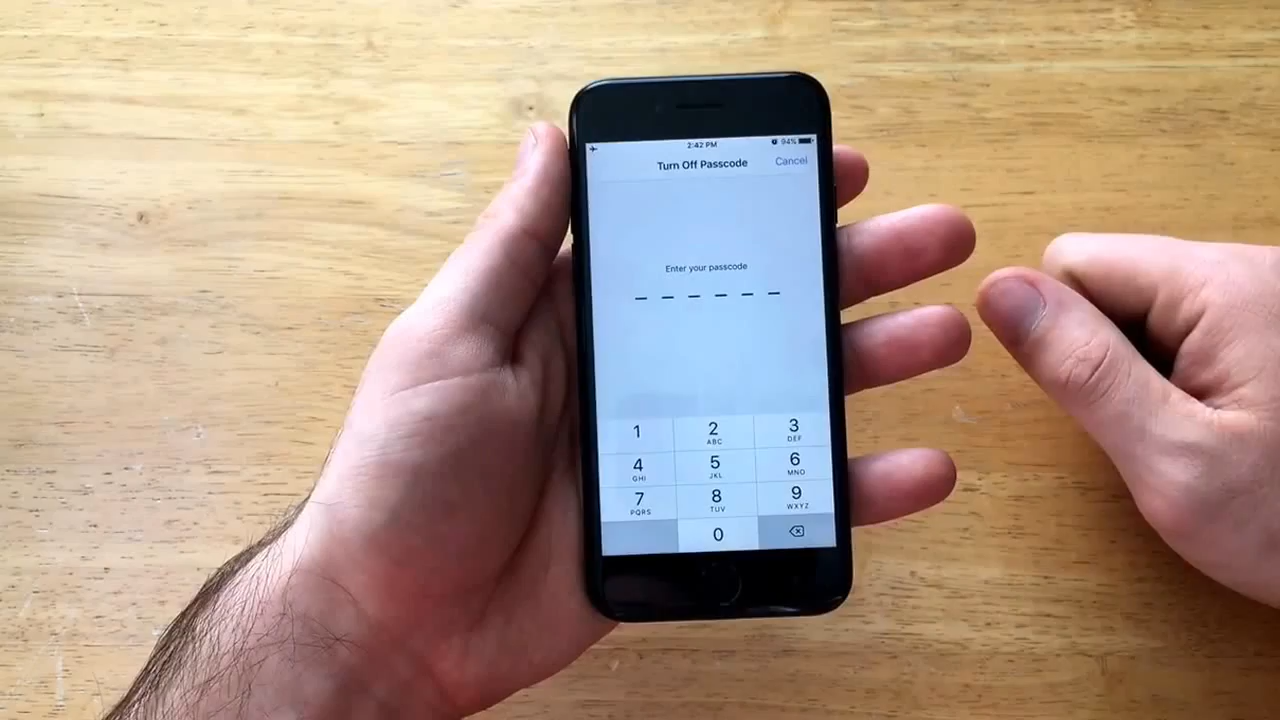 2:42 PM
94%
Turn Off Passcode
Cancel
Enter your passcode
1
2
3
ABC
DEF
4
5
6
GHI
JKL
MNO
7
8
9
PQRS
TUV
WXYZ
0